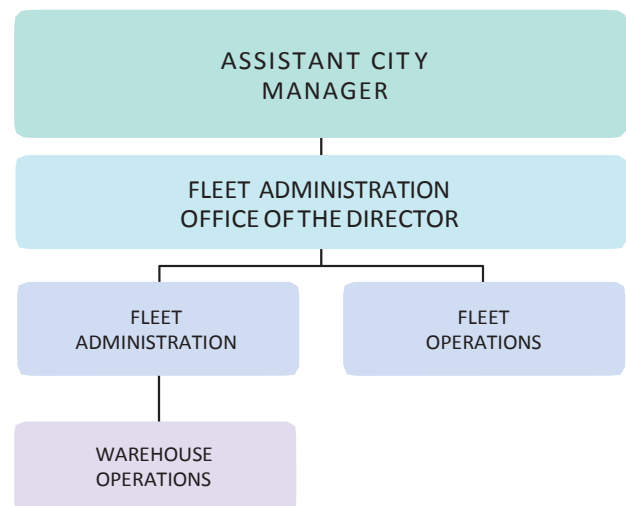 ASSISTANT CITY
MANAGER
FLEET ADMINISTRATION
OFFICE OF THE DIRECTOR
FLEET
ADMINISTRATION
FLEET
OPERATIONS
WAREHOUSE
OPERATIONS